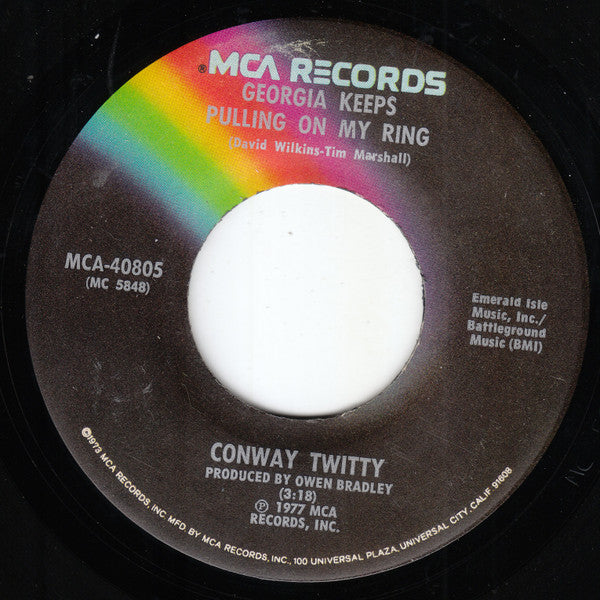 ®MCA RECORDS
GEORGIA KEEPS
PULLING ON MY RING
(David Wilkins-Tim Marshall)
MCA-40805
(MC 5848)
Emerald Isle
Music, Inc./
Battleground
Music (BMI)
CONWAY TWITTY
PRODUCED BY OWEN BRADLEY
(3:18)
Ⓟ 1977 MCA
RECORDS, INC.
©1973 MCA RECORDS, INC MFD. BY MCA RECORDS, INC., 100 UNIVERSAL PLAZA, UNIVERSAL CITY, CALIF. 91608